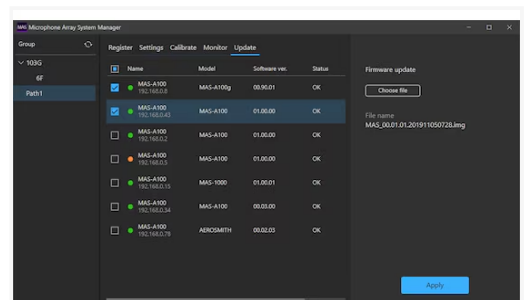 MAS Microphone Array System Manager
Group
Register Settings Calibrate Monitor Update
103G
6F
Path1
Name Model Software ver. Status
MAS-A100 MAS-A100g 00.90.01 OK
192.168.0.8
MAS-A100 MAS-A100 01.00.00 OK
192.168.0.43
MAS-A100 MAS-A100 01.00.00 OK
192.168.0.2
MAS-A100 MAS-A100 01.00.00 OK
192.168.0.5
MAS-A100 MAS-1000 01.00.01 OK
192.168.0.15
MAS-A100 MAS-A100 00.03.00 OK
192.168.0.34
MAS-A100 AEROSMITH 00.02.03 OK
192.168.0.78
Firmware update
Choose file
File name
MAS_00.01.01.201911050728.img
Apply